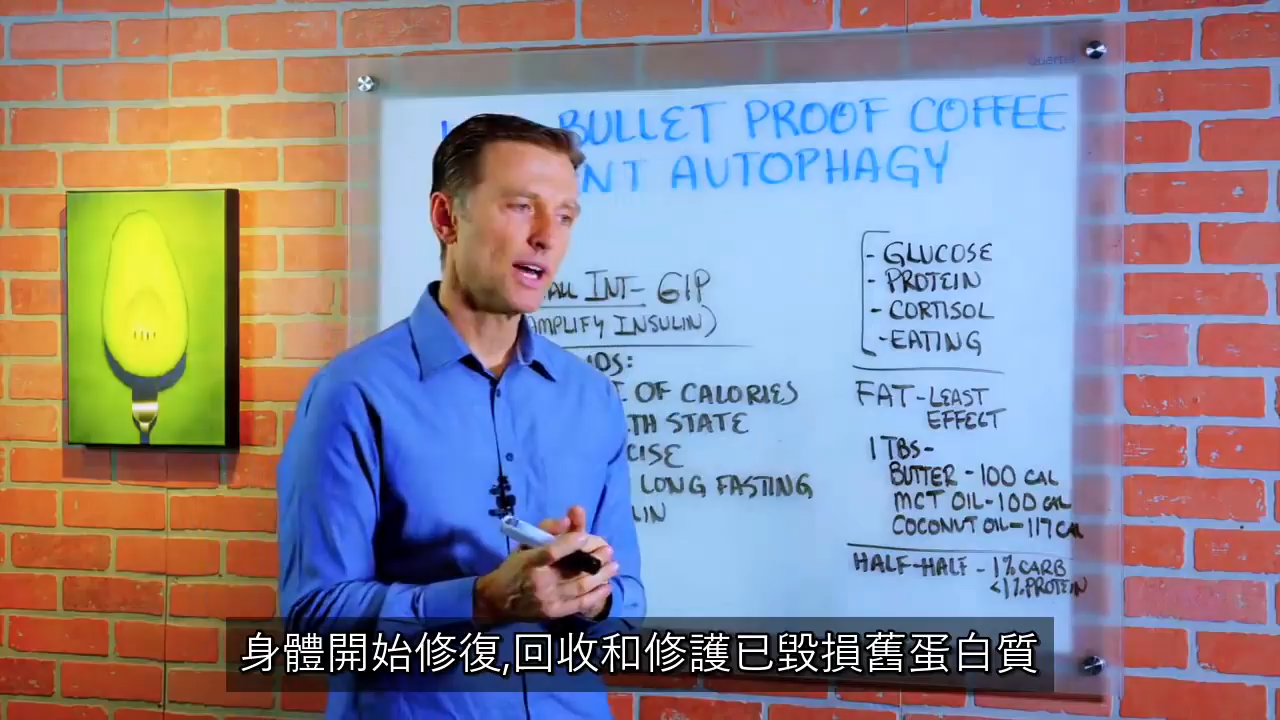 BULLET PROOF COFFEE
AUTOPHAGY
INT- GIP
AMPLIFY INSULIN)
OF CALORIES
STATE
LONG FASTING
- GLUCOSE
- PROTEIN
- CORTISOL
- EATING
FAT - LEAST
EFFECT
1 TBS-
BUTTER - 100 CAL
MCT OIL - 100 CAL
COCONUT OIL - 117 CAL
HALF-HALF - 1% CARB
<1% PROTEIN
身體開始修復,回收和修護已毀損舊蛋白質